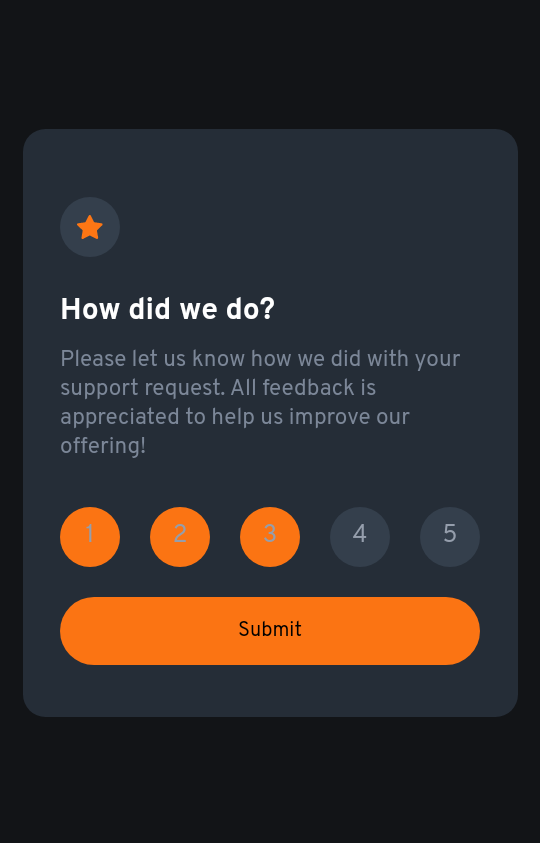 How did we do?
Please let us know how we did with your
support request. All feedback is
appreciated to help us improve our
offering!
1 2 3 4 5
Submit